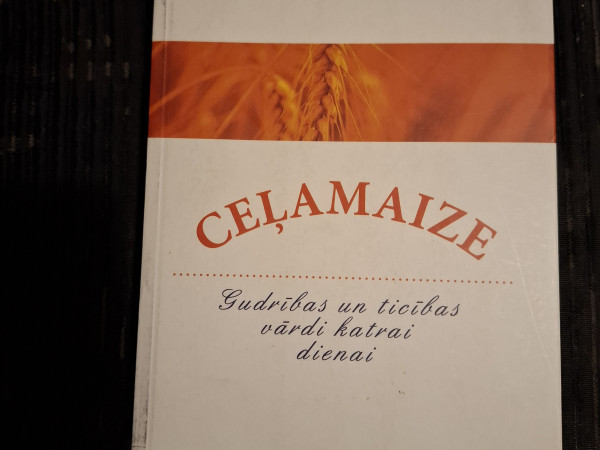 CEĻAMAIZE
Gudrības un ticības
vārdi katrai
dienai